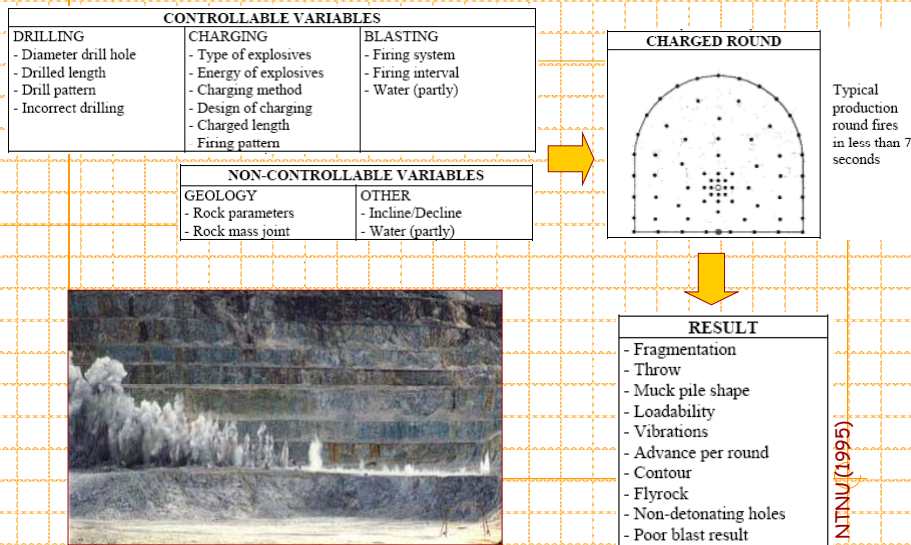 CONTROLLABLE VARIABLES
DRILLING
- Diameter drill hole
- Drilled length
- Drill pattern
- Incorrect drilling
CHARGING
- Type of explosives
- Energy of explosives
- Charging method
- Design of charging
- Charged length
- Firing pattern
BLASTING
- Firing system
- Firing interval
- Water (partly)
NON-CONTROLLABLE VARIABLES
GEOLOGY
- Rock parameters
- Rock mass joint
OTHER
- Incline/Decline
- Water (partly)
CHARGED ROUND
Typical
production
round fires
in less than 7
seconds
RESULT
- Fragmentation
- Throw
- Muck pile shape
- Loadability
- Vibrations
- Advance per round
- Contour
- Flyrock
- Non-detonating holes
- Poor blast result
NTNU (1995)